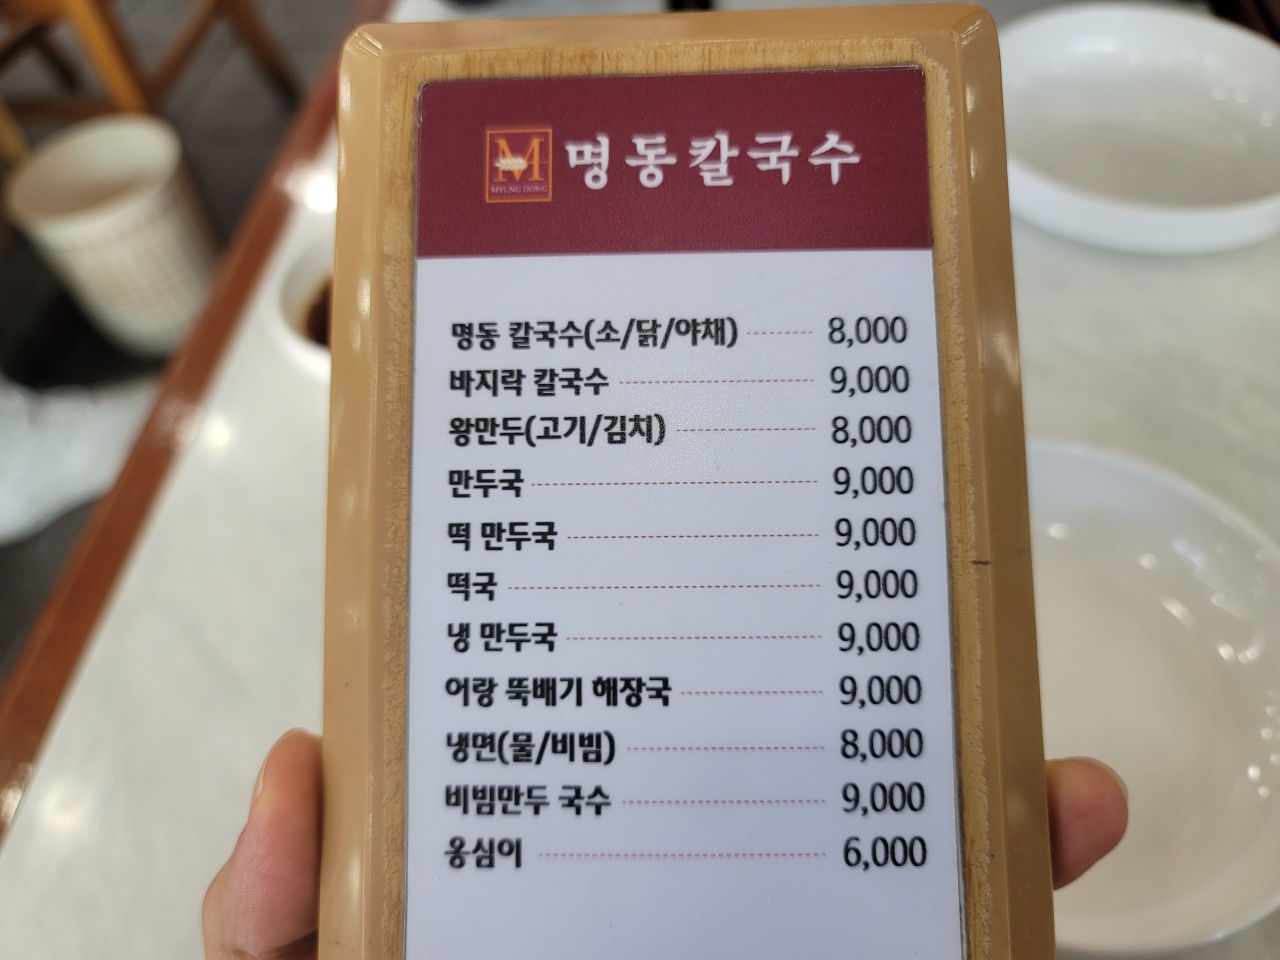 M
MYUNG DONG
명동칼국수
명동 칼국수(소/닭/야채) 8,000
바지락 칼국수 9,000
왕만두(고기/김치) 8,000
만두국 9,000
떡 만두국 9,000
떡국 9,000
냉 만두국 9,000
어랑 뚝배기 해장국 9,000
냉면(물/비빔) 8,000
비빔만두 국수 9,000
옹심이 6,000